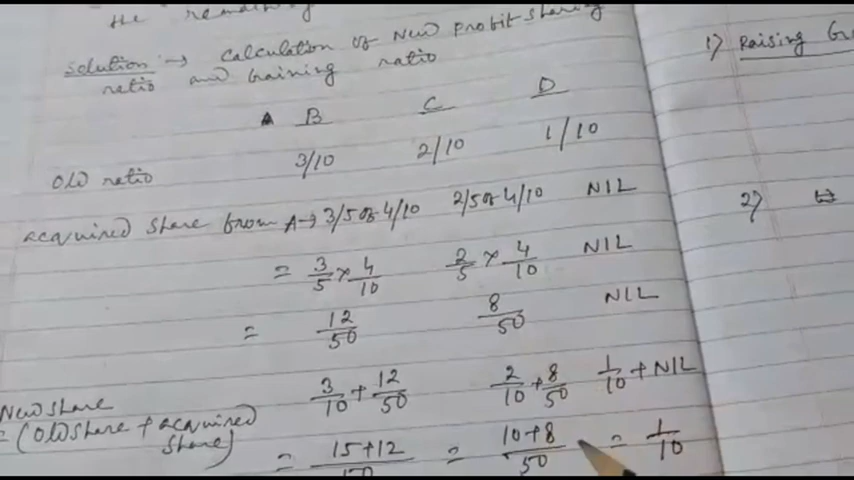 the remaining
Solution → Calculation of New Profit sharing
ratio and Gaining ratio
A B C D
Old ratio 3/10 2/10 1/10
acquired share from A→ 3/5 of 4/10 2/5 of 4/10 NIL
= 3/5 × 4/10 2/5 × 4/10 NIL
= 12/50 8/50 NIL
New share 3/10 + 12/50 2/10 + 8/50 1/10 + NIL
= (Old share + acquired share)
= 15+12/50 = 10+8/50 = 1/10
1) Raising
2)